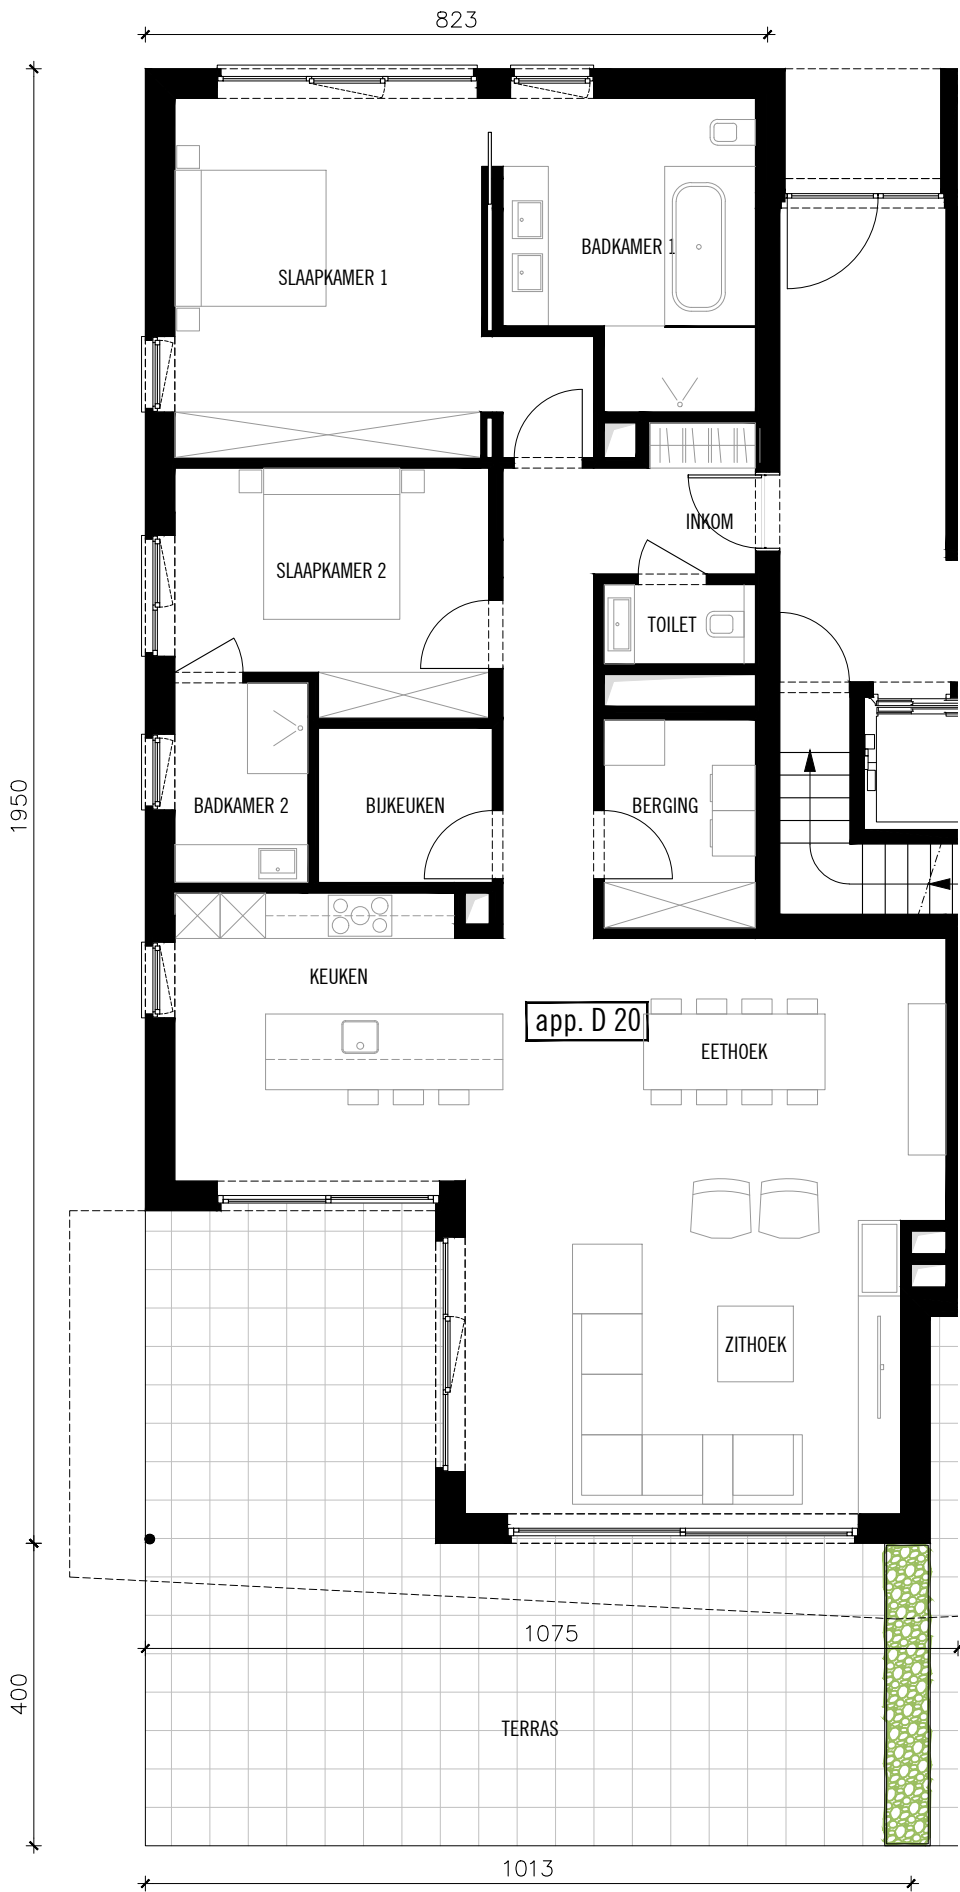 823
BADKAMER 1
SLAAPKAMER 1
INKOM
SLAAPKAMER 2
TOILET
1950
BADKAMER 2
BIJKEUKEN
BERGING
KEUKEN
app. D 20
EETHOEK
ZITHOEK
1075
400
TERRAS
1013